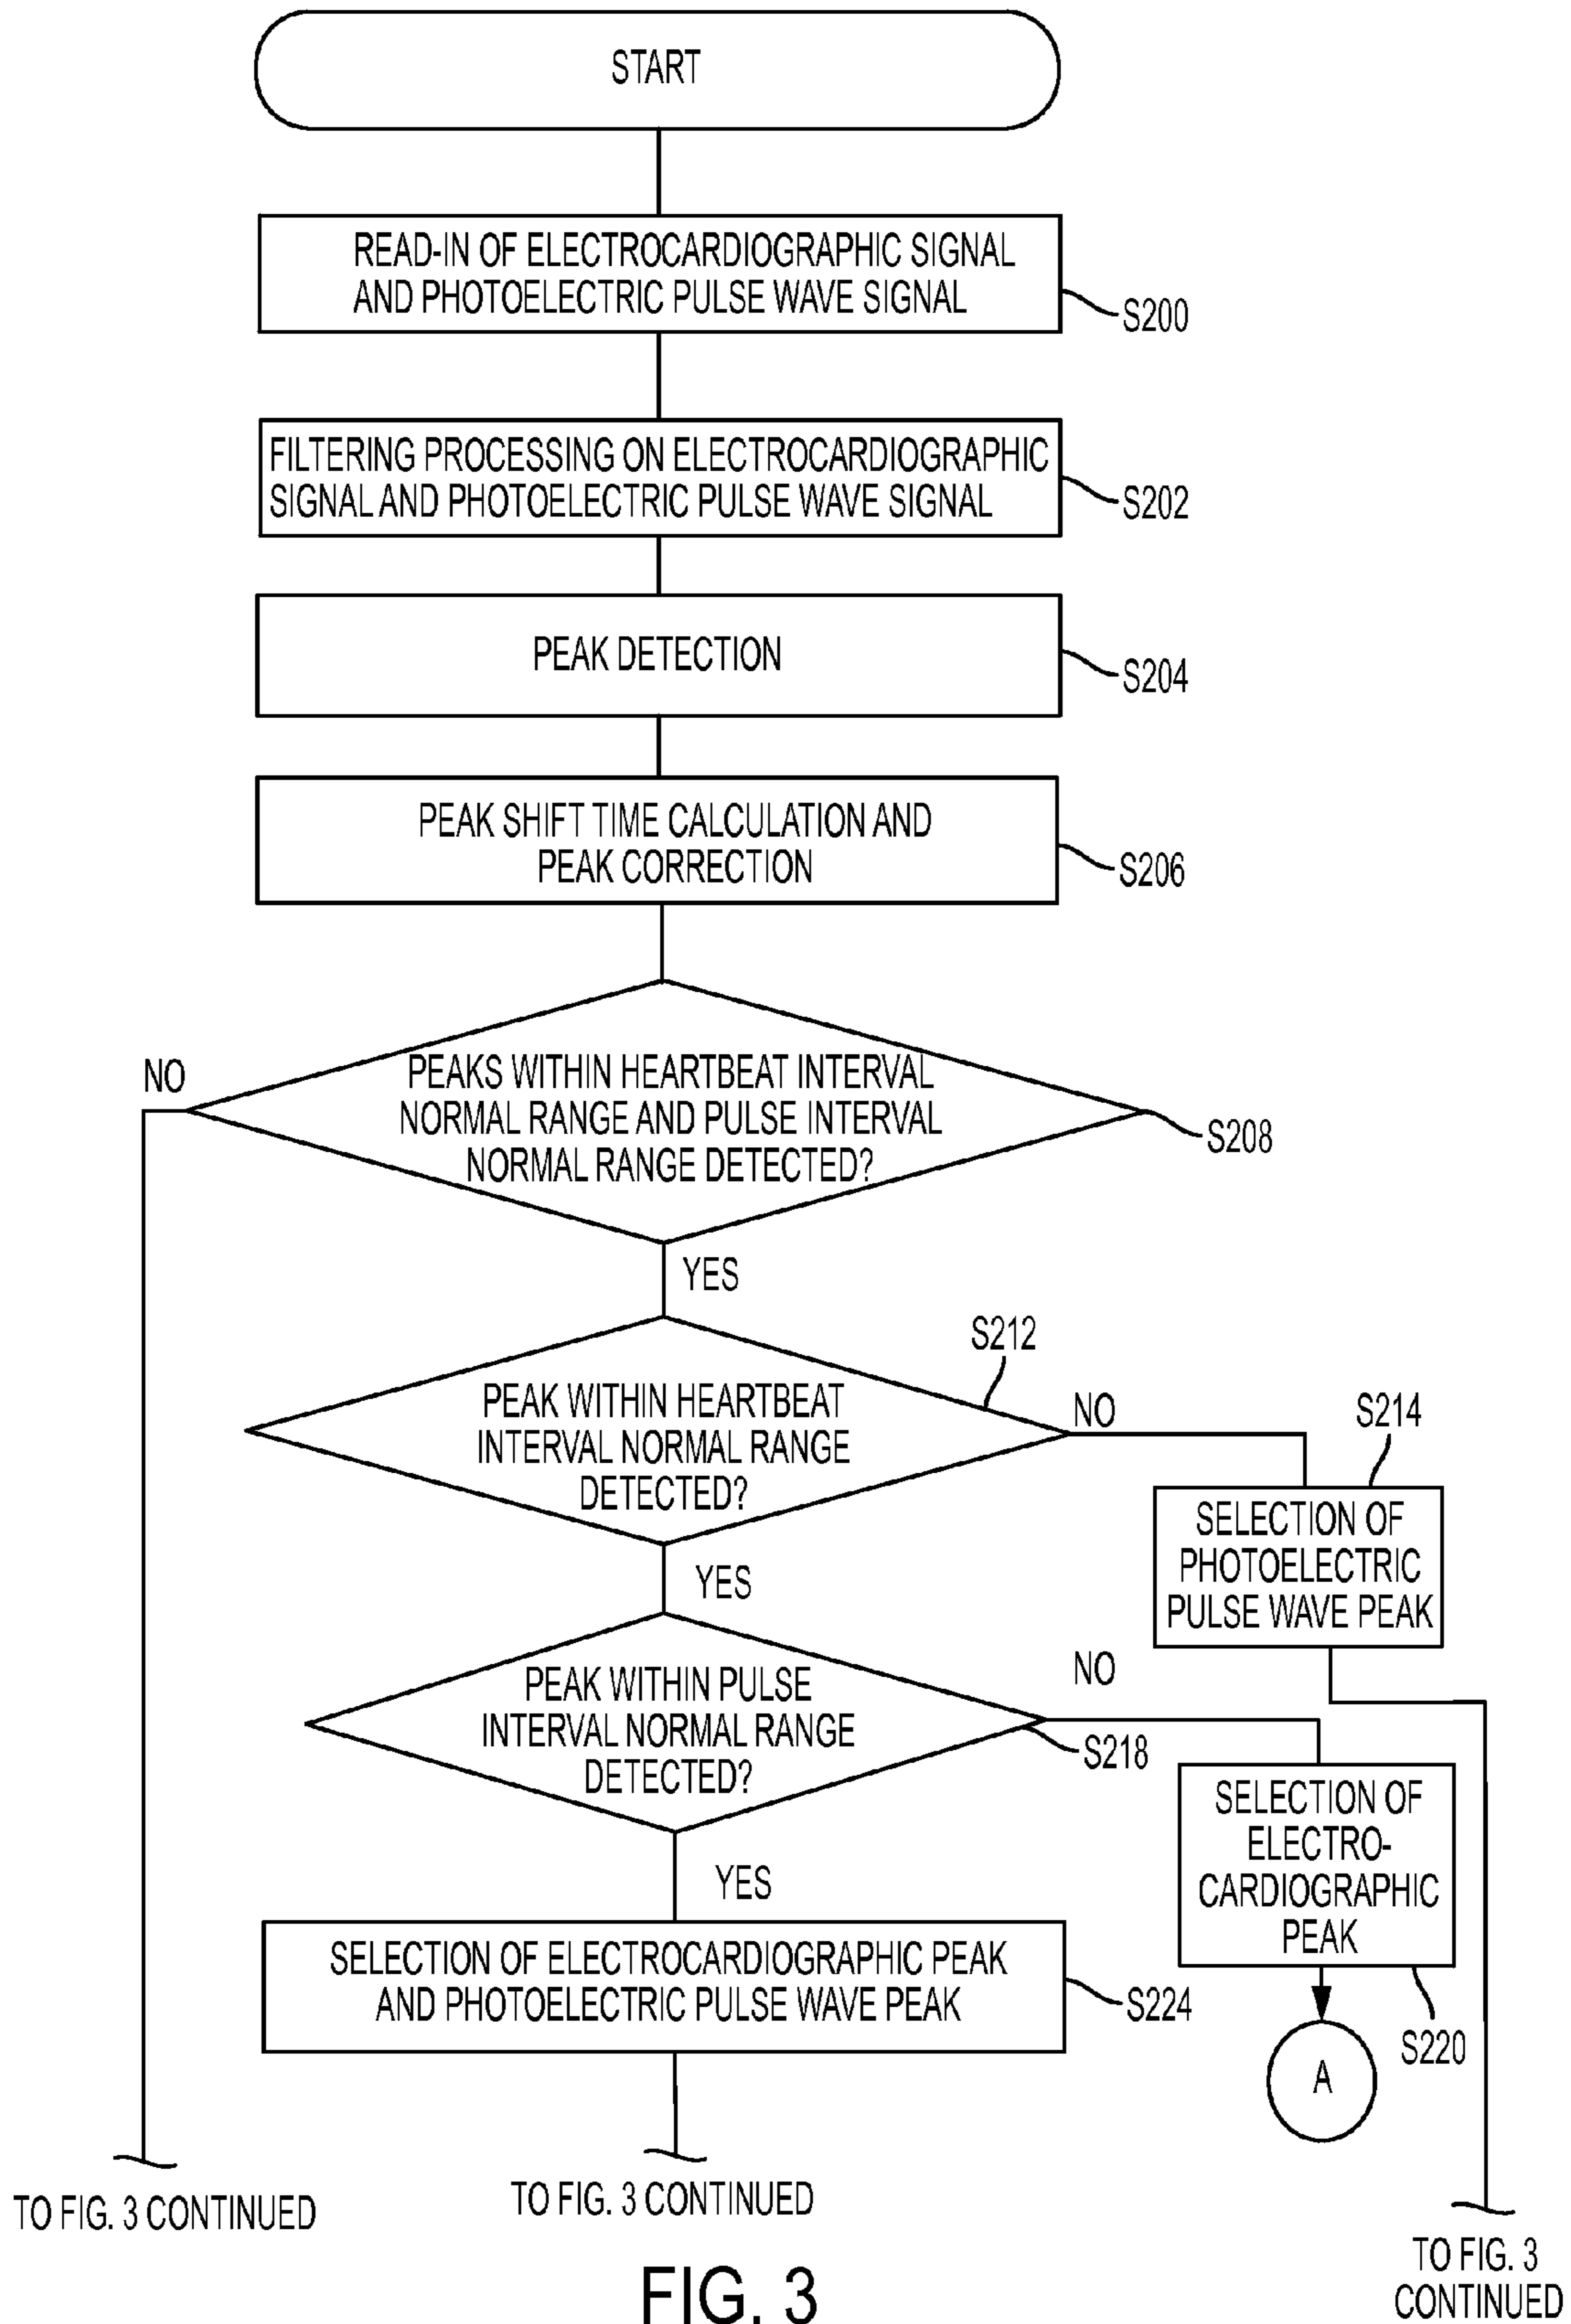 START
READ-IN OF ELECTROCARDIOGRAPHIC SIGNAL
AND PHOTOELECTRIC PULSE WAVE SIGNAL
S200
FILTERING PROCESSING ON ELECTROCARDIOGRAPHIC
SIGNAL AND PHOTOELECTRIC PULSE WAVE SIGNAL
S202
PEAK DETECTION
S204
PEAK SHIFT TIME CALCULATION AND
PEAK CORRECTION
S206
NO
PEAKS WITHIN HEARTBEAT INTERVAL
NORMAL RANGE AND PULSE INTERVAL
NORMAL RANGE DETECTED?
S208
YES
S212
PEAK WITHIN HEARTBEAT
INTERVAL NORMAL RANGE
DETECTED?
NO
S214
SELECTION OF
PHOTOELECTRIC
PULSE WAVE PEAK
YES
PEAK WITHIN PULSE
INTERVAL NORMAL RANGE
DETECTED?
NO
S218
SELECTION OF
ELECTRO-
CARDIOGRAPHIC
PEAK
S220
A
YES
SELECTION OF ELECTROCARDIOGRAPHIC PEAK
AND PHOTOELECTRIC PULSE WAVE PEAK
S224
TO FIG. 3 CONTINUED
TO FIG. 3 CONTINUED
TO FIG. 3
CONTINUED
FIG. 3